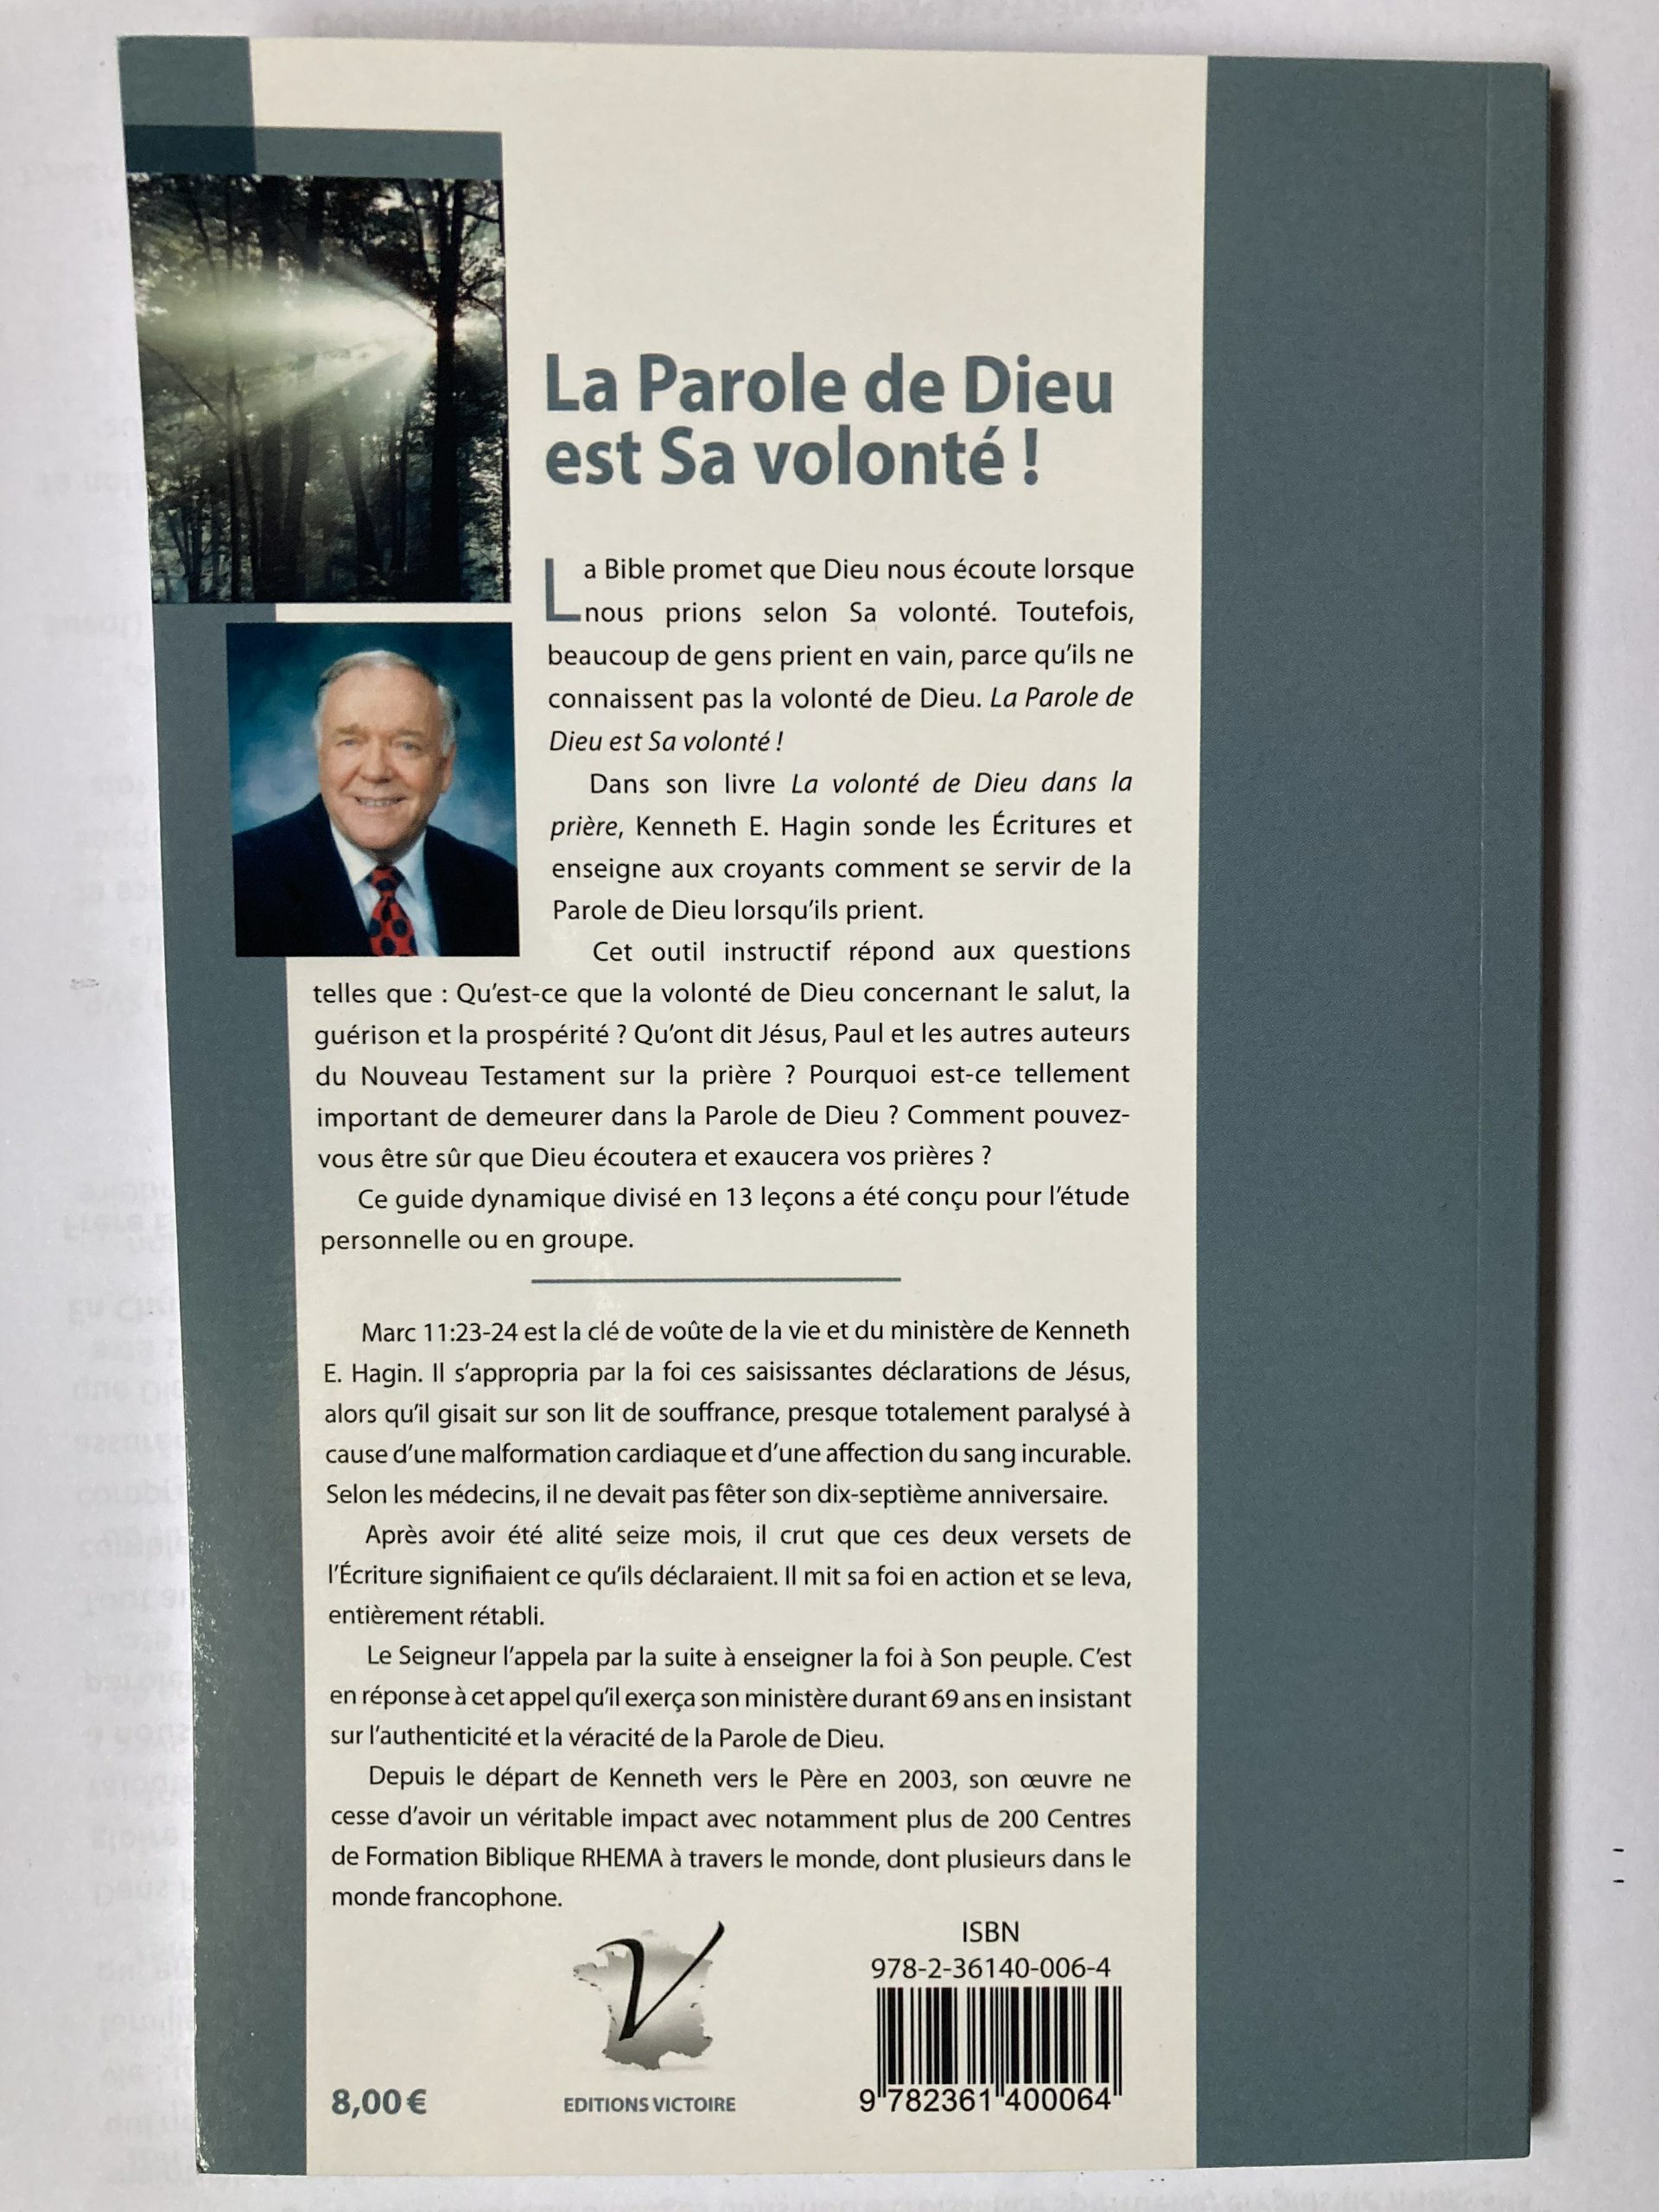 La Parole de Dieu
est Sa volonté !
La Bible promet que Dieu nous écoute lorsque
nous prions selon Sa volonté. Toutefois,
beaucoup de gens prient en vain, parce qu'ils ne
connaissent pas la volonté de Dieu. La Parole de
Dieu est Sa volonté !
Dans son livre La volonté de Dieu dans la
prière, Kenneth E. Hagin sonde les Écritures et
enseigne aux croyants comment se servir de la
Parole de Dieu lorsqu'ils prient.
Cet outil instructif répond aux questions
telles que : Qu'est-ce que la volonté de Dieu concernant le salut, la
guérison et la prospérité ? Qu'ont dit Jésus, Paul et les autres auteurs
du Nouveau Testament sur la prière ? Pourquoi est-ce tellement
important de demeurer dans la Parole de Dieu ? Comment pouvez-
vous être sûr que Dieu écoutera et exaucera vos prières ?
Ce guide dynamique divisé en 13 leçons a été conçu pour l'étude
personnelle ou en groupe.
Marc 11:23-24 est la clé de voûte de la vie et du ministère de Kenneth
E. Hagin. Il s'appropria par la foi ces saisissantes déclarations de Jésus,
alors qu'il gisait sur son lit de souffrance, presque totalement paralysé à
cause d'une malformation cardiaque et d'une affection du sang incurable.
Selon les médecins, il ne devait pas fêter son dix-septième anniversaire.
Après avoir été alité seize mois, il crut que ces deux versets de
l'Écriture signifiaient ce qu'ils déclaraient. Il mit sa foi en action et se leva,
entièrement rétabli.
Le Seigneur l'appela par la suite à enseigner la foi à Son peuple. C'est
en réponse à cet appel qu'il exerça son ministère durant 69 ans en insistant
sur l'authenticité et la véracité de la Parole de Dieu.
Depuis le départ de Kenneth vers le Père en 2003, son œuvre ne
cesse d'avoir un véritable impact avec notamment plus de 200 Centres
de Formation Biblique RHEMA à travers le monde, dont plusieurs dans le
monde francophone.
V
EDITIONS VICTOIRE
8,00 €
ISBN
978-2-36140-006-4
9 782361 400064